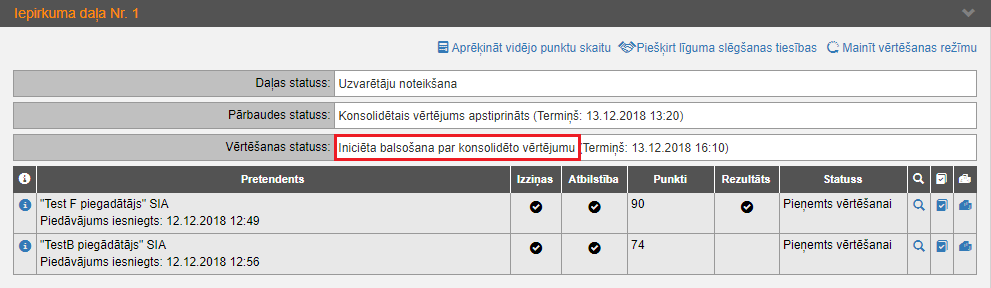 Iepirkuma daļa Nr. 1
Aprēķināt vidējo punktu skaitu Piešķirt līguma slēgšanas tiesības Mainīt vērtēšanas režīmu
Daļas statuss: Uzvarētāju noteikšana
Pārbaudes statuss: Konsolidētais vērtējums apstiprināts (Termiņš: 13.12.2018 13:20)
Vērtēšanas statuss: Iniciēta balsošana par konsolidēto vērtējumu (Termiņš: 13.12.2018 16:10)
Pretendents Izziņas Atbilstība Punkti Rezultāts Statuss
"Test F piegadātājs" SIA 90 Pieņemts vērtēšanai
Piedāvājums iesniegts: 12.12.2018 12:49
"TestB piegādātājs" SIA 74 Pieņemts vērtēšanai
Piedāvājums iesniegts: 12.12.2018 12:56